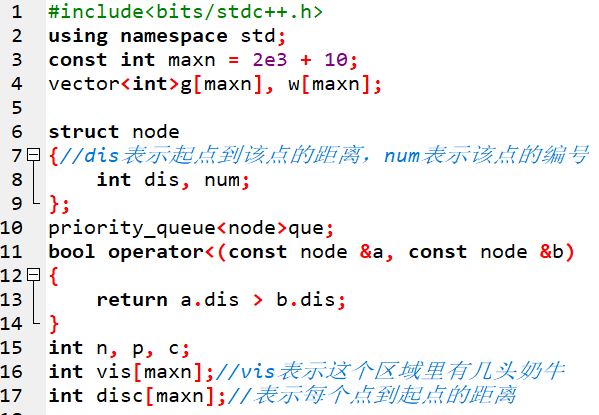 1 #include<bits/stdc++.h>
2 using namespace std;
3 const int maxn = 2e3 + 10;
4 vector<int>g[maxn], w[maxn];
5
6 struct node
7 {//dis表示起点到该点的距离，num表示该点的编号
8     int dis, num;
9 };
10 priority_queue<node>que;
11 bool operator<(const node &a, const node &b)
12 {
13     return a.dis > b.dis;
14 }
15 int n, p, c;
16 int vis[maxn];//vis表示这个区域里有几头奶牛
17 int disc[maxn];//表示每个点到起点的距离